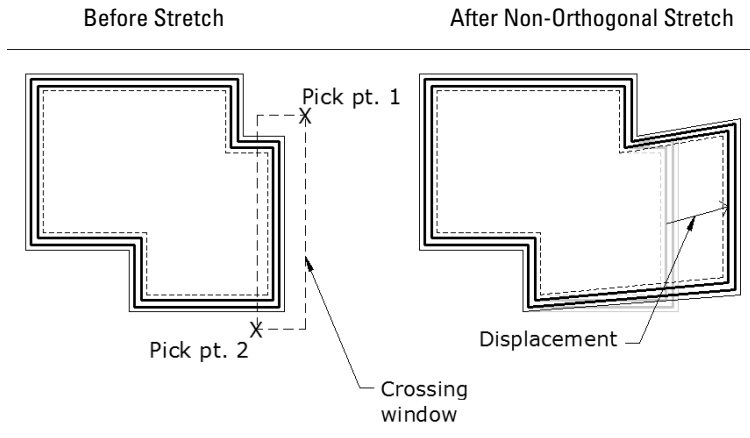 Before Stretch
After Non-Orthogonal Stretch
Pick pt. 1
Pick pt. 2
Displacement
Crossing
window